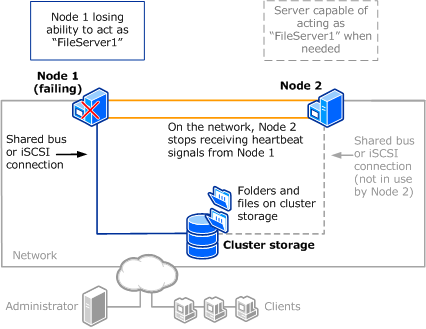 Node 1 losing
ability to act as
“FileServer1”
Server capable of
acting as
“FileServer1” when
needed
Node 1
(failing)
Node 2
On the network, Node 2
stops receiving heartbeat
signals from Node 1
Shared bus
or iSCSI
connection
Shared bus
or iSCSI
connection
(not in use
by Node 2)
Folders and
files on cluster
storage
Cluster storage
Network
Administrator
Clients